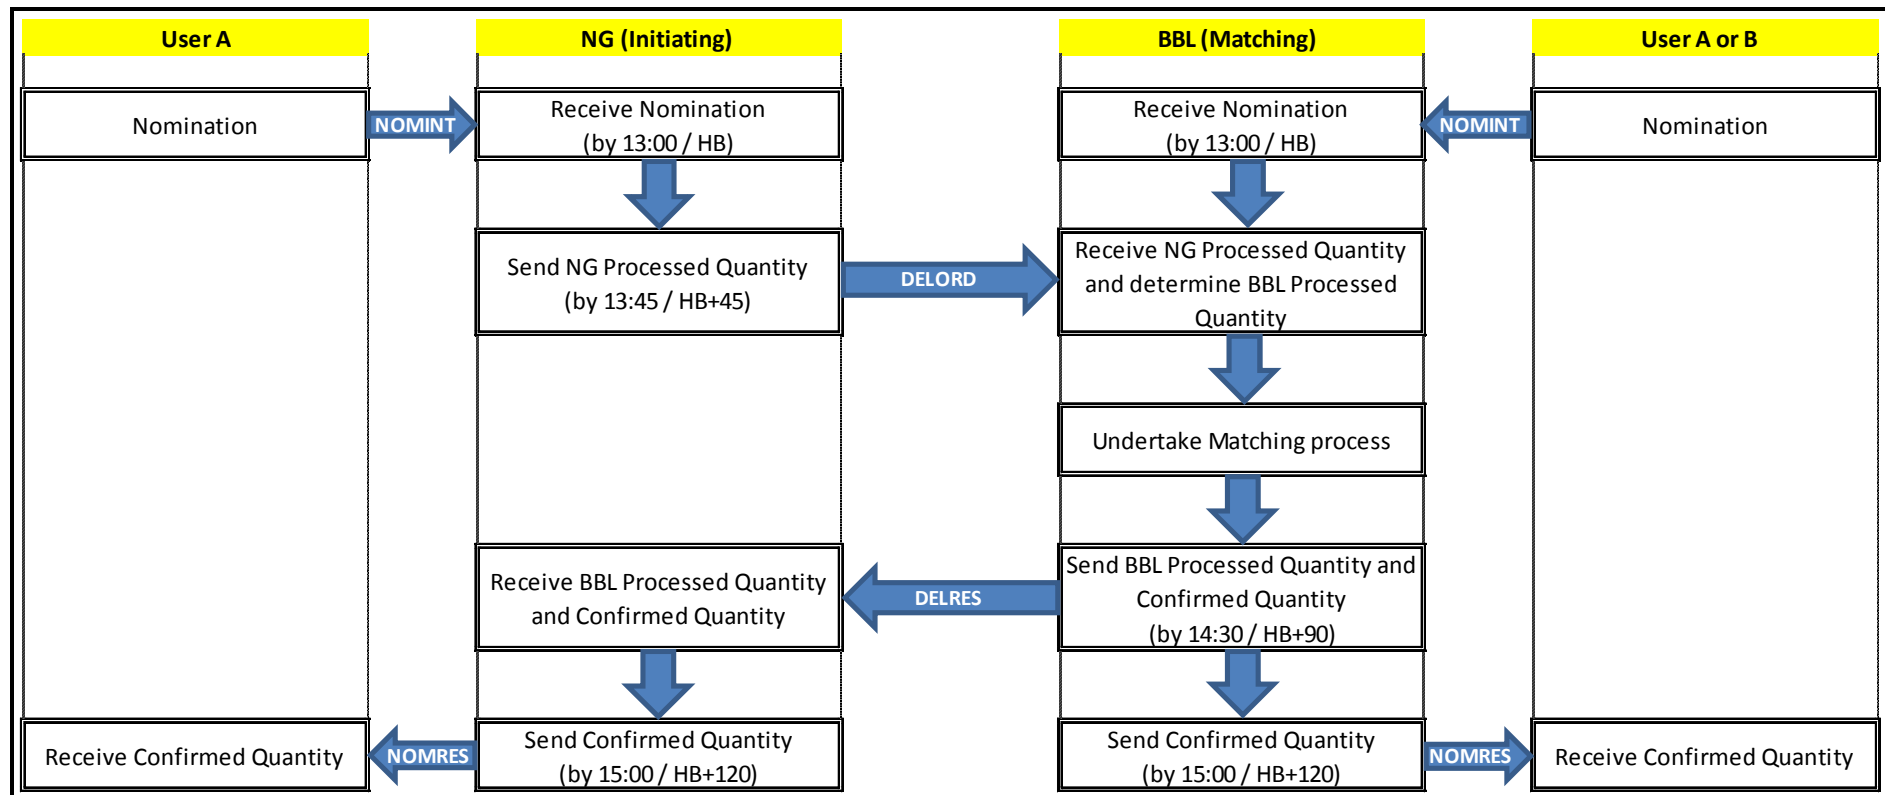 User A
NG (Initiating)
BBL (Matching)
User A or B
Nomination
NOMINT
Receive Nomination
(by 13:00 / HB)
Receive Nomination
(by 13:00 / HB)
NOMINT
Nomination
Send NG Processed Quantity
(by 13:45 / HB+45)
DELORD
Receive NG Processed Quantity
and determine BBL Processed
Quantity
Undertake Matching process
Receive BBL Processed Quantity
and Confirmed Quantity
DELRES
Send BBL Processed Quantity and
Confirmed Quantity
(by 14:30 / HB+90)
Receive Confirmed Quantity
NOMRES
Send Confirmed Quantity
(by 15:00 / HB+120)
Send Confirmed Quantity
(by 15:00 / HB+120)
NOMRES
Receive Confirmed Quantity